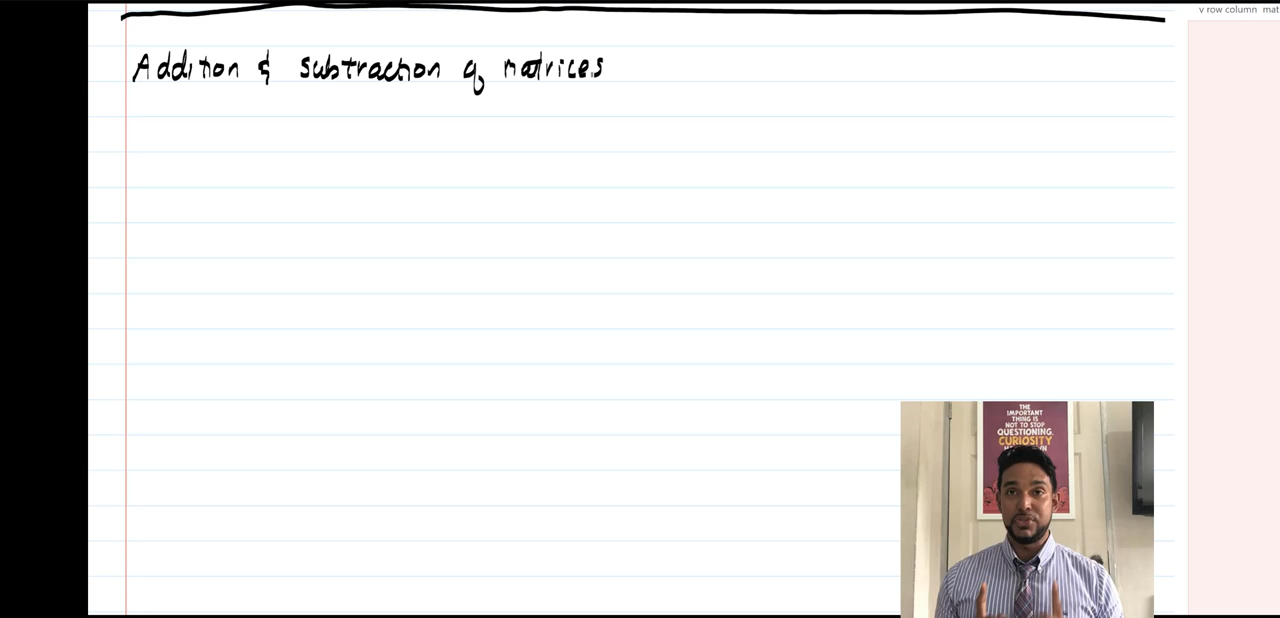 v row column mat
Addition & subtraction of matrices
THE
IMPORTANT
THING IS
NOT TO STOP
QUESTIONING.
CURIOSITY